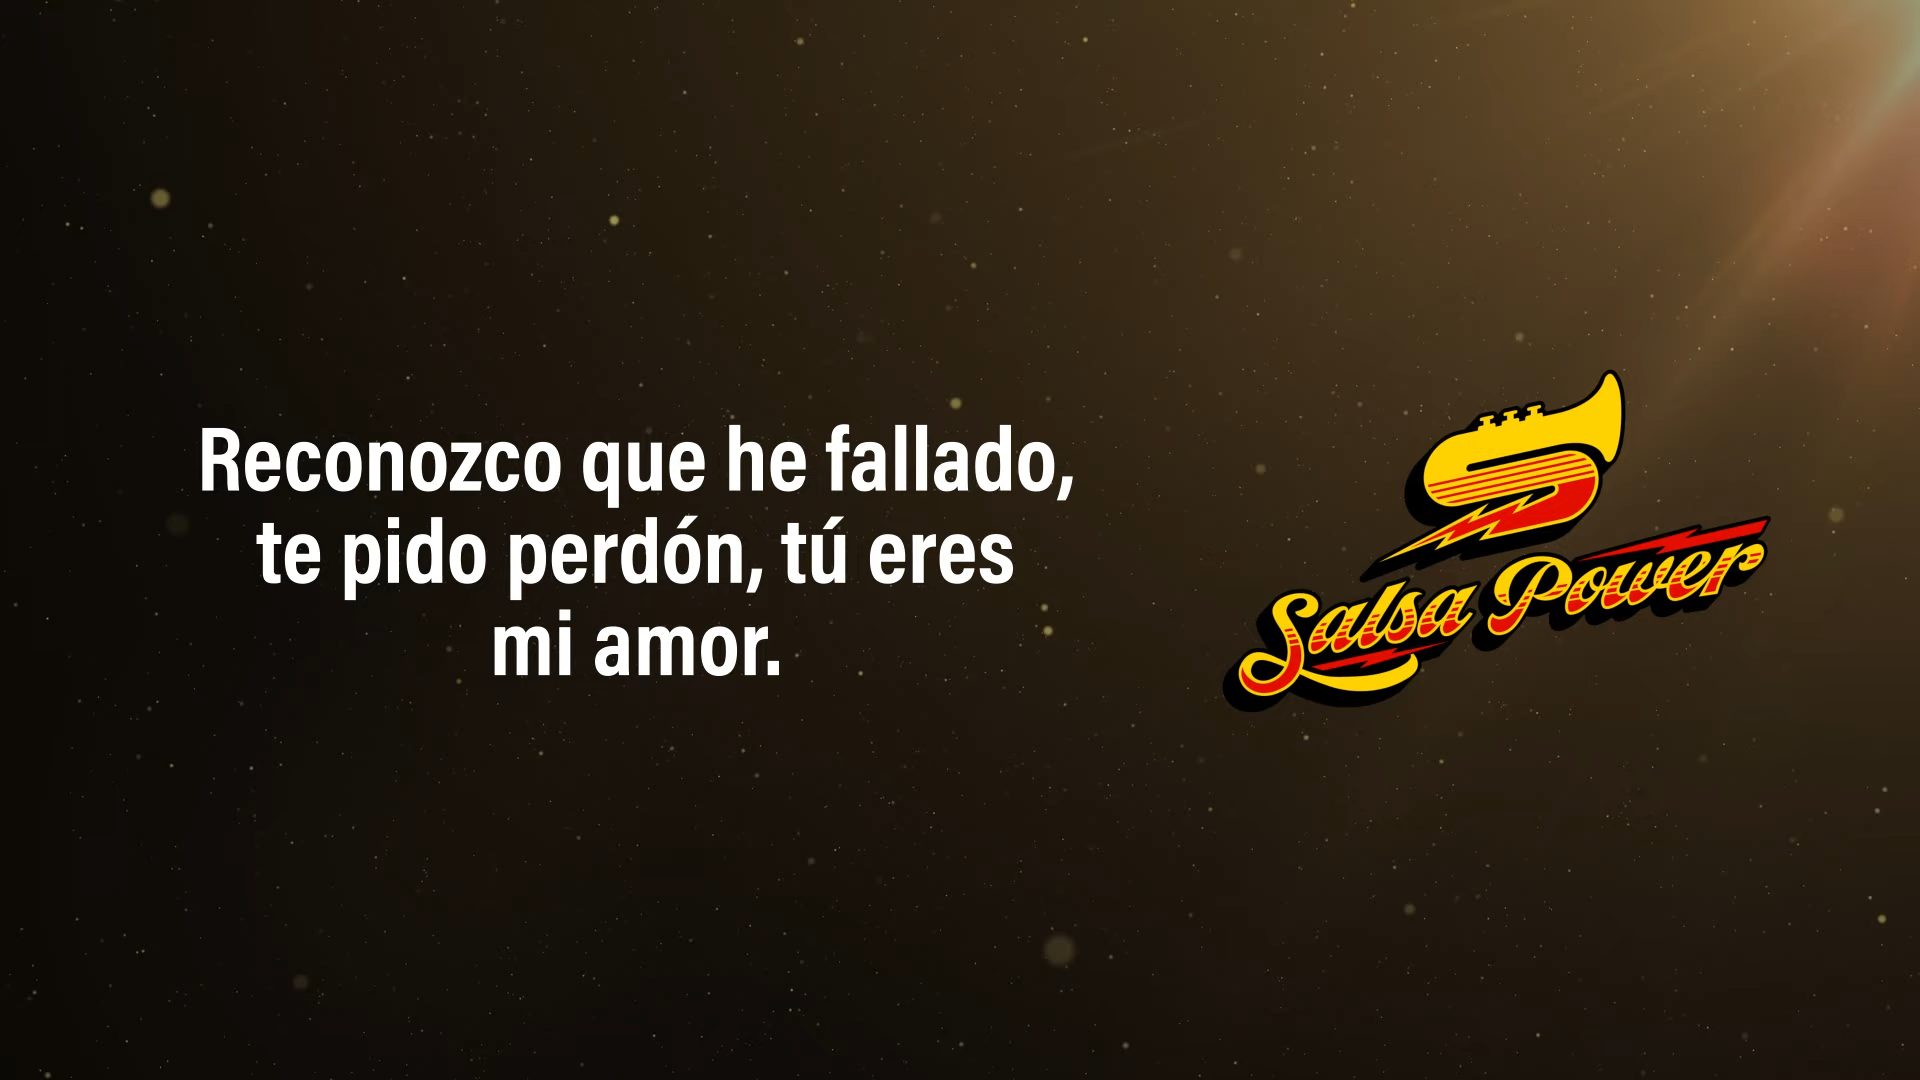 Reconozco que he fallado,
te pido perdón, tú eres
mi amor.
Salsa Power